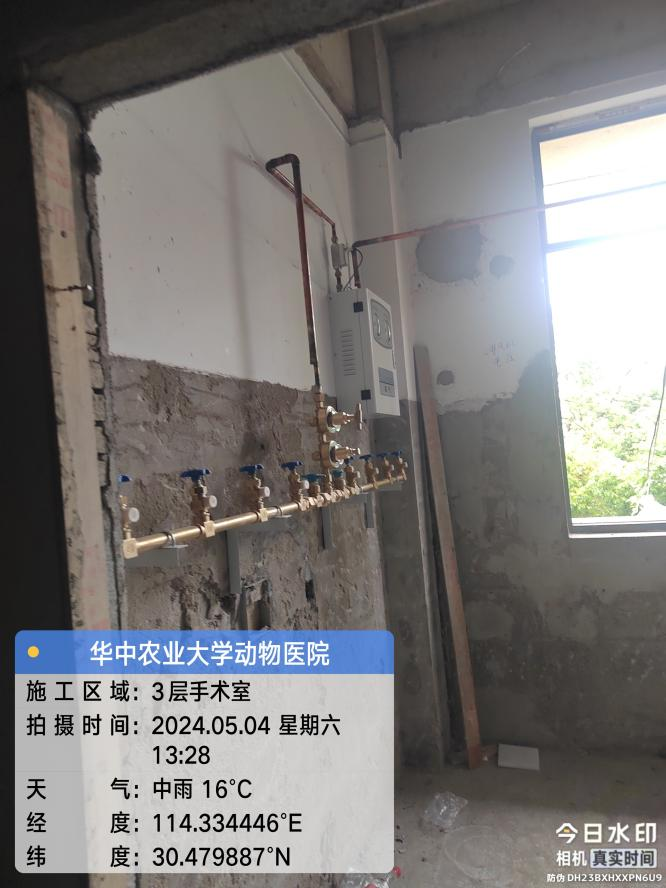 华中农业大学动物医院
施工区域：3层手术室
拍摄时间：2024.05.04 星期六
13:28
天气：中雨 16°C
经度：114.334446°E
纬度：30.479887°N
今日水印
相机 真实时间
防伪 DH23BXHXXPN6U9